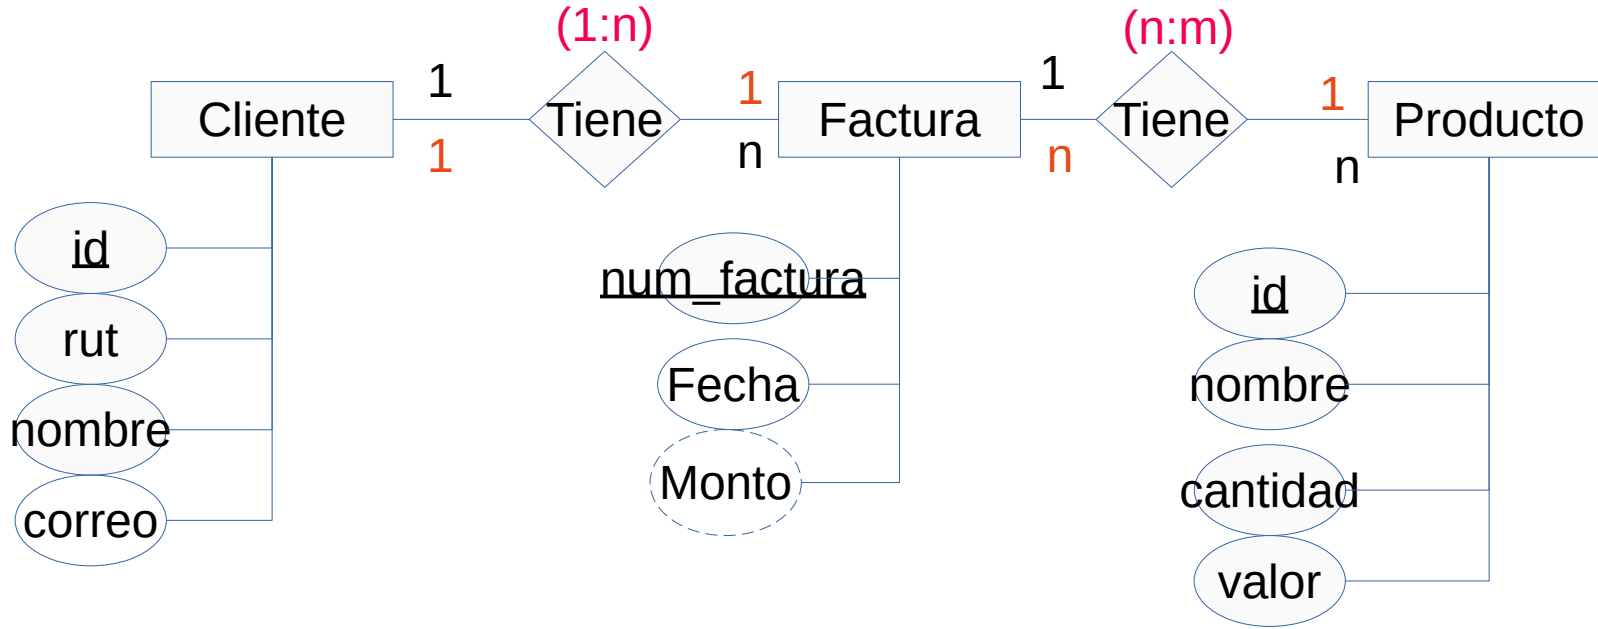 (1:n)
(n:m)
1
1
1
1
Cliente
Tiene
Factura
Tiene
Producto
1
n
n
n
id
rut
nombre
correo
num_factura
Fecha
Monto
id
nombre
cantidad
valor